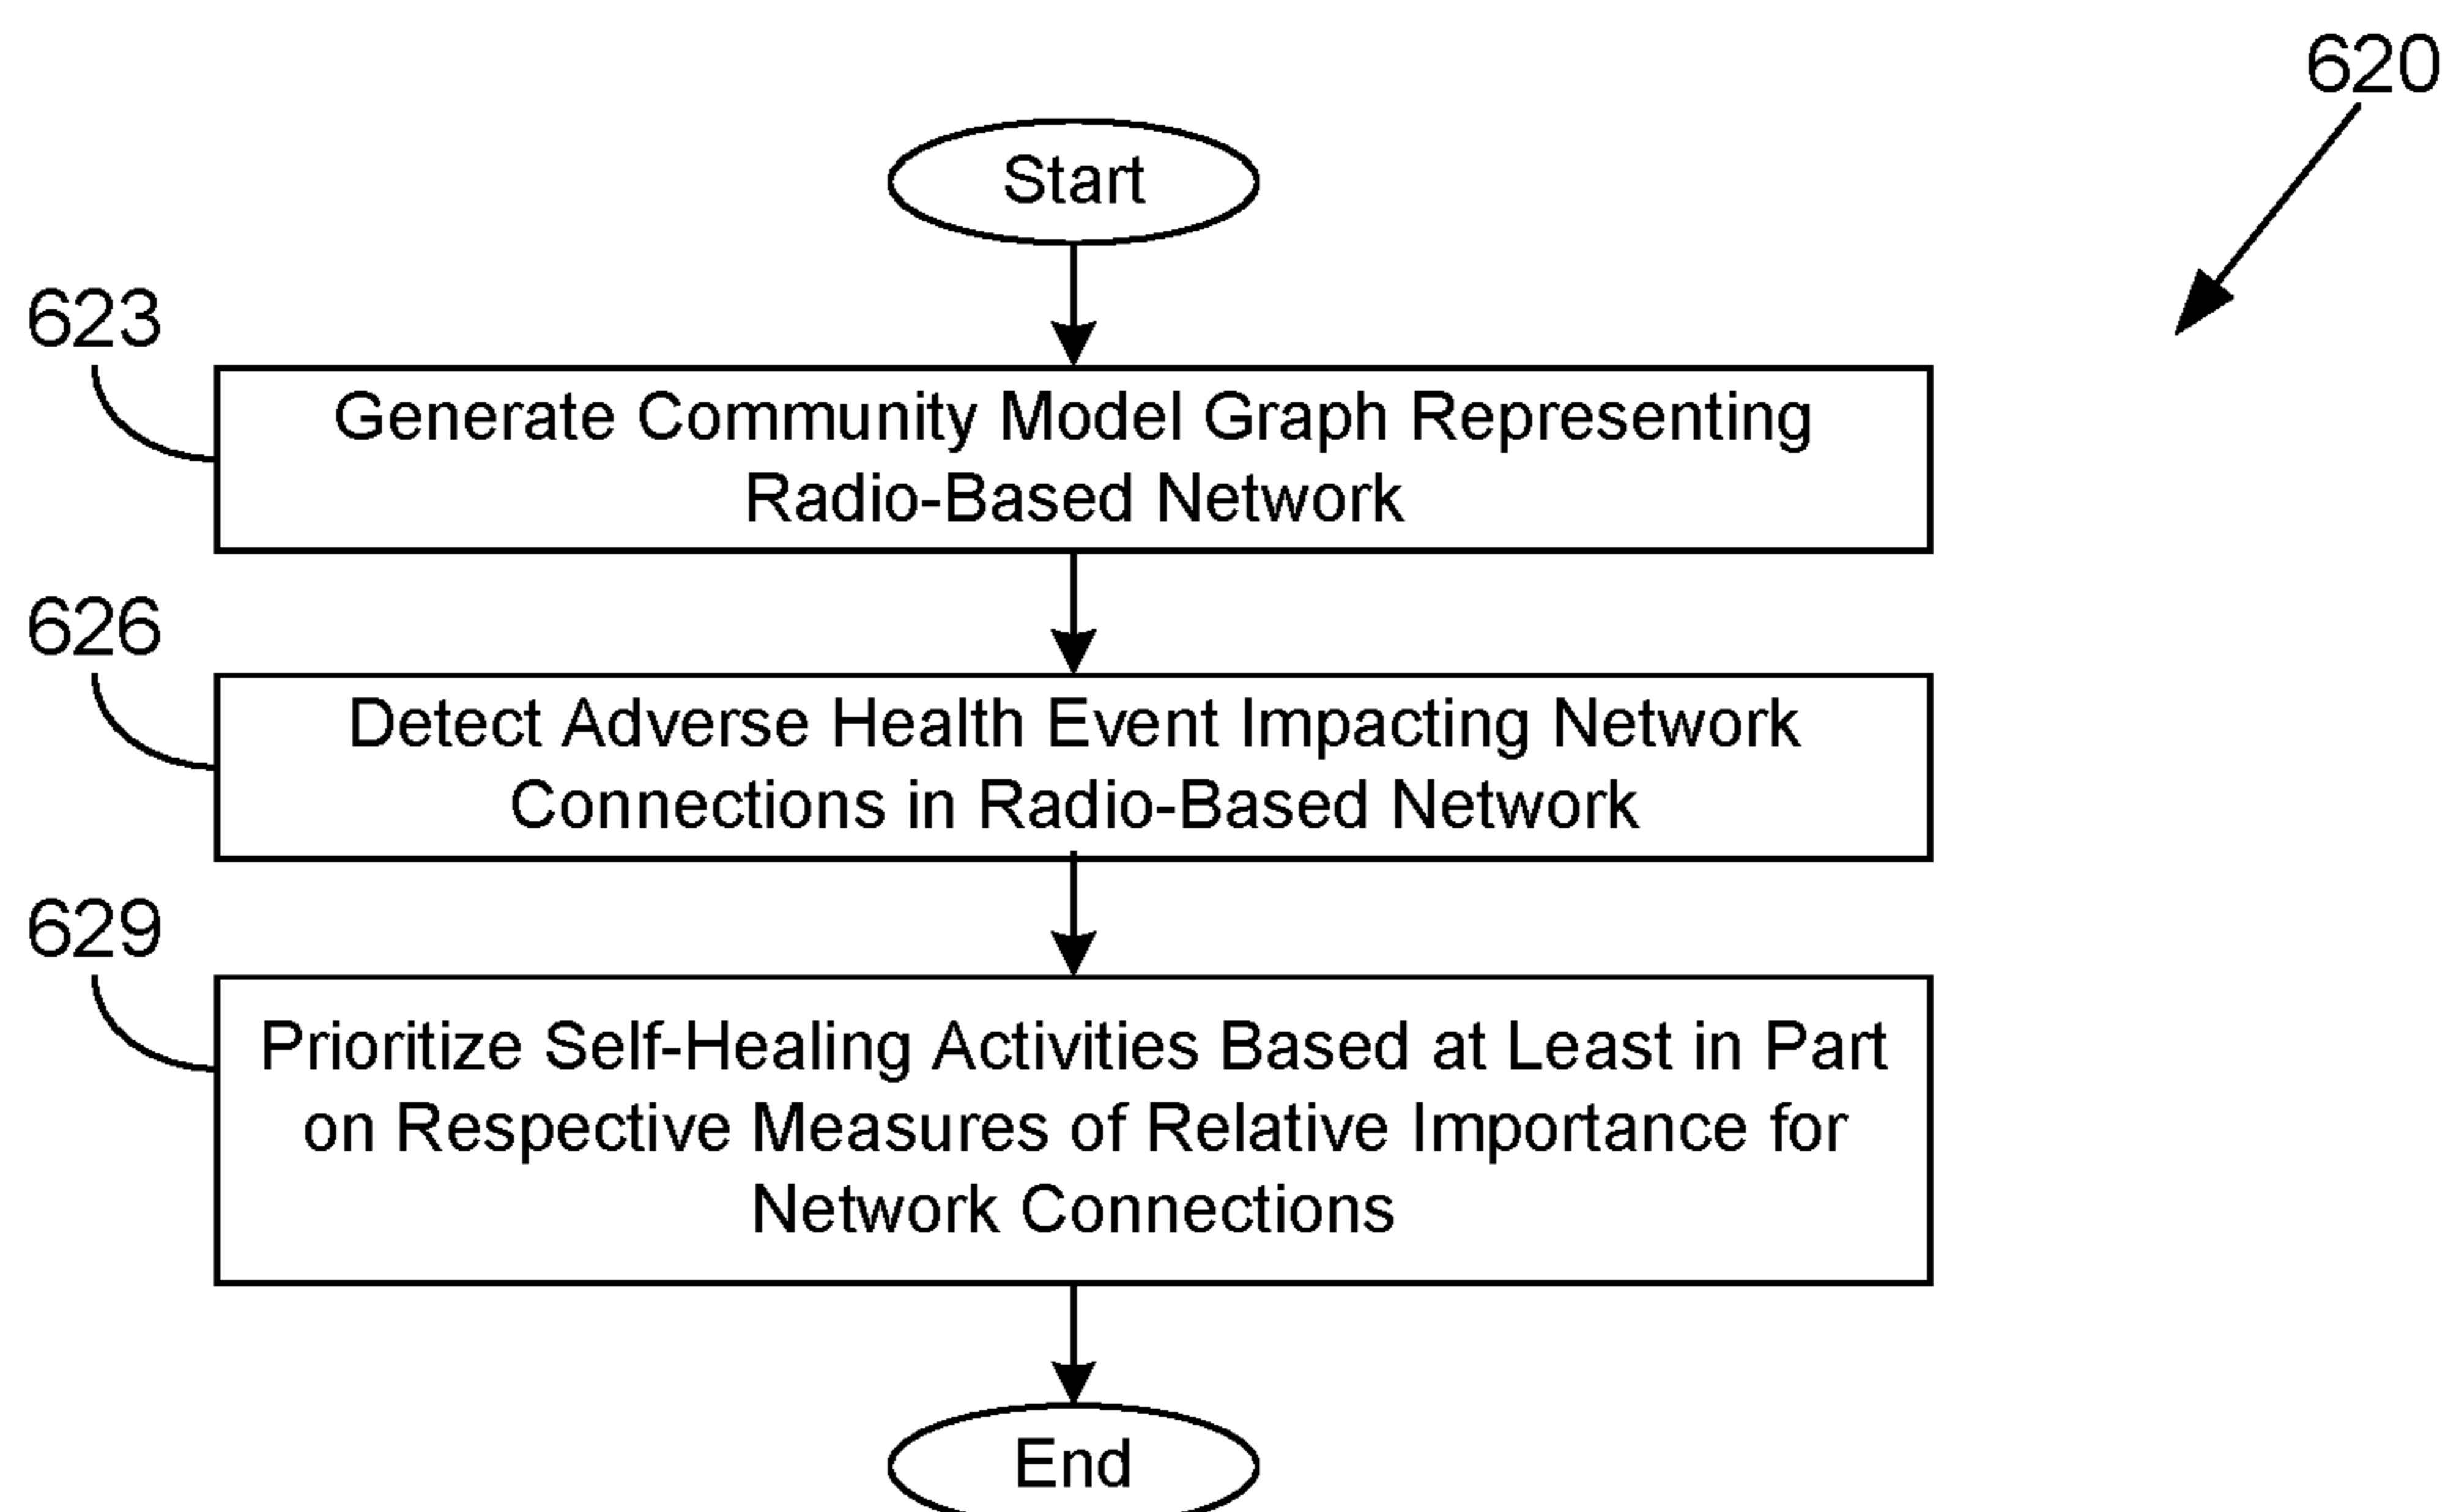 620
Start
623
Generate Community Model Graph Representing
Radio-Based Network
626
Detect Adverse Health Event Impacting Network
Connections in Radio-Based Network
629
Prioritize Self-Healing Activities Based at Least in Part
on Respective Measures of Relative Importance for
Network Connections
End